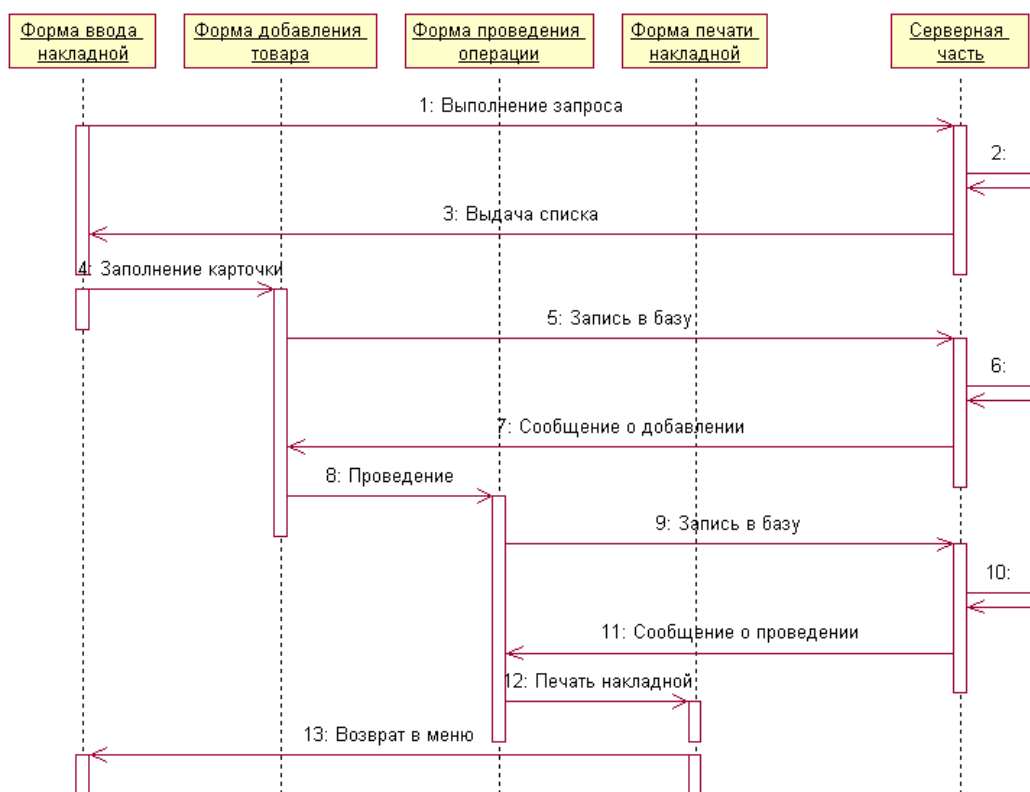 Форма ввода
накладной
Форма добавления
товара
Форма проведения
операции
Форма печати
накладной
Серверная
часть
1: Выполнение запроса
2:
3: Выдача списка
4: Заполнение карточки
5: Запись в базу
6:
7: Сообщение о добавлении
8: Проведение
9: Запись в базу
10:
11: Сообщение о проведении
12: Печать накладной
13: Возврат в меню